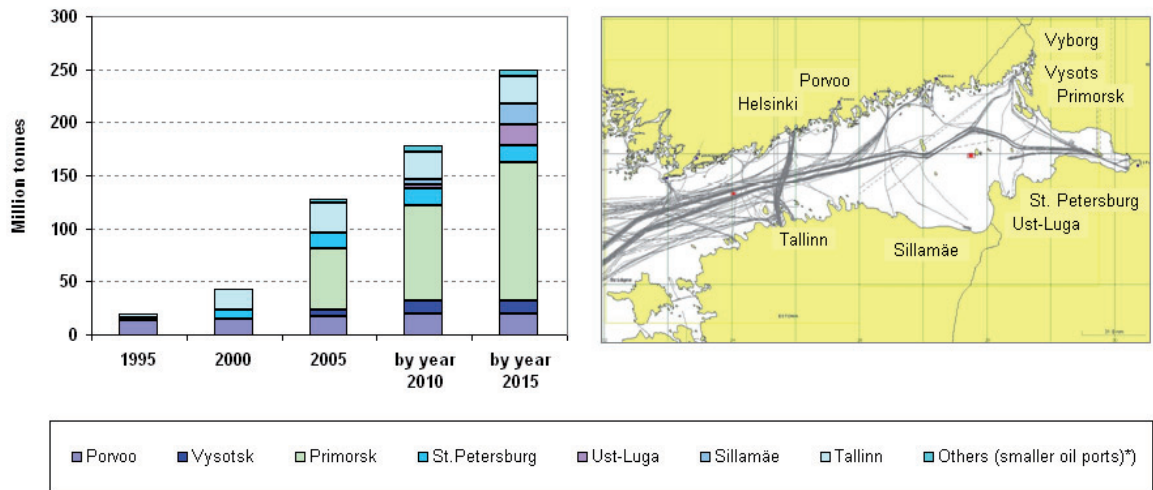 300
250
200
150
100
50
0
Million tonnes
1995
2000
2005
by year
2010
by year
2015
Vyborg
Vysots
Primorsk
Porvoo
Helsinki
St. Petersburg
Ust-Luga
Tallinn
Sillamäe
Porvoo
Vysotsk
Primorsk
St.Petersburg
Ust-Luga
Sillamäe
Tallinn
Others (smaller oil ports)*)